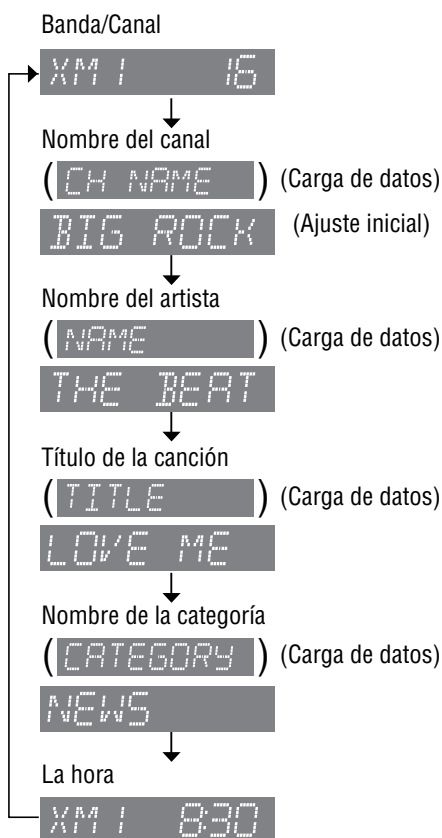 Banda/Canal
XM 1 16
Nombre del canal
( CH NAME ) (Carga de datos)
BIG ROCK (Ajuste inicial)
Nombre del artista
( NAME ) (Carga de datos)
THE BEAT
Título de la canción
( TITLE ) (Carga de datos)
LOVE ME
Nombre de la categoría
( CATEGORY ) (Carga de datos)
NEWS
La hora
XM 1 8:30